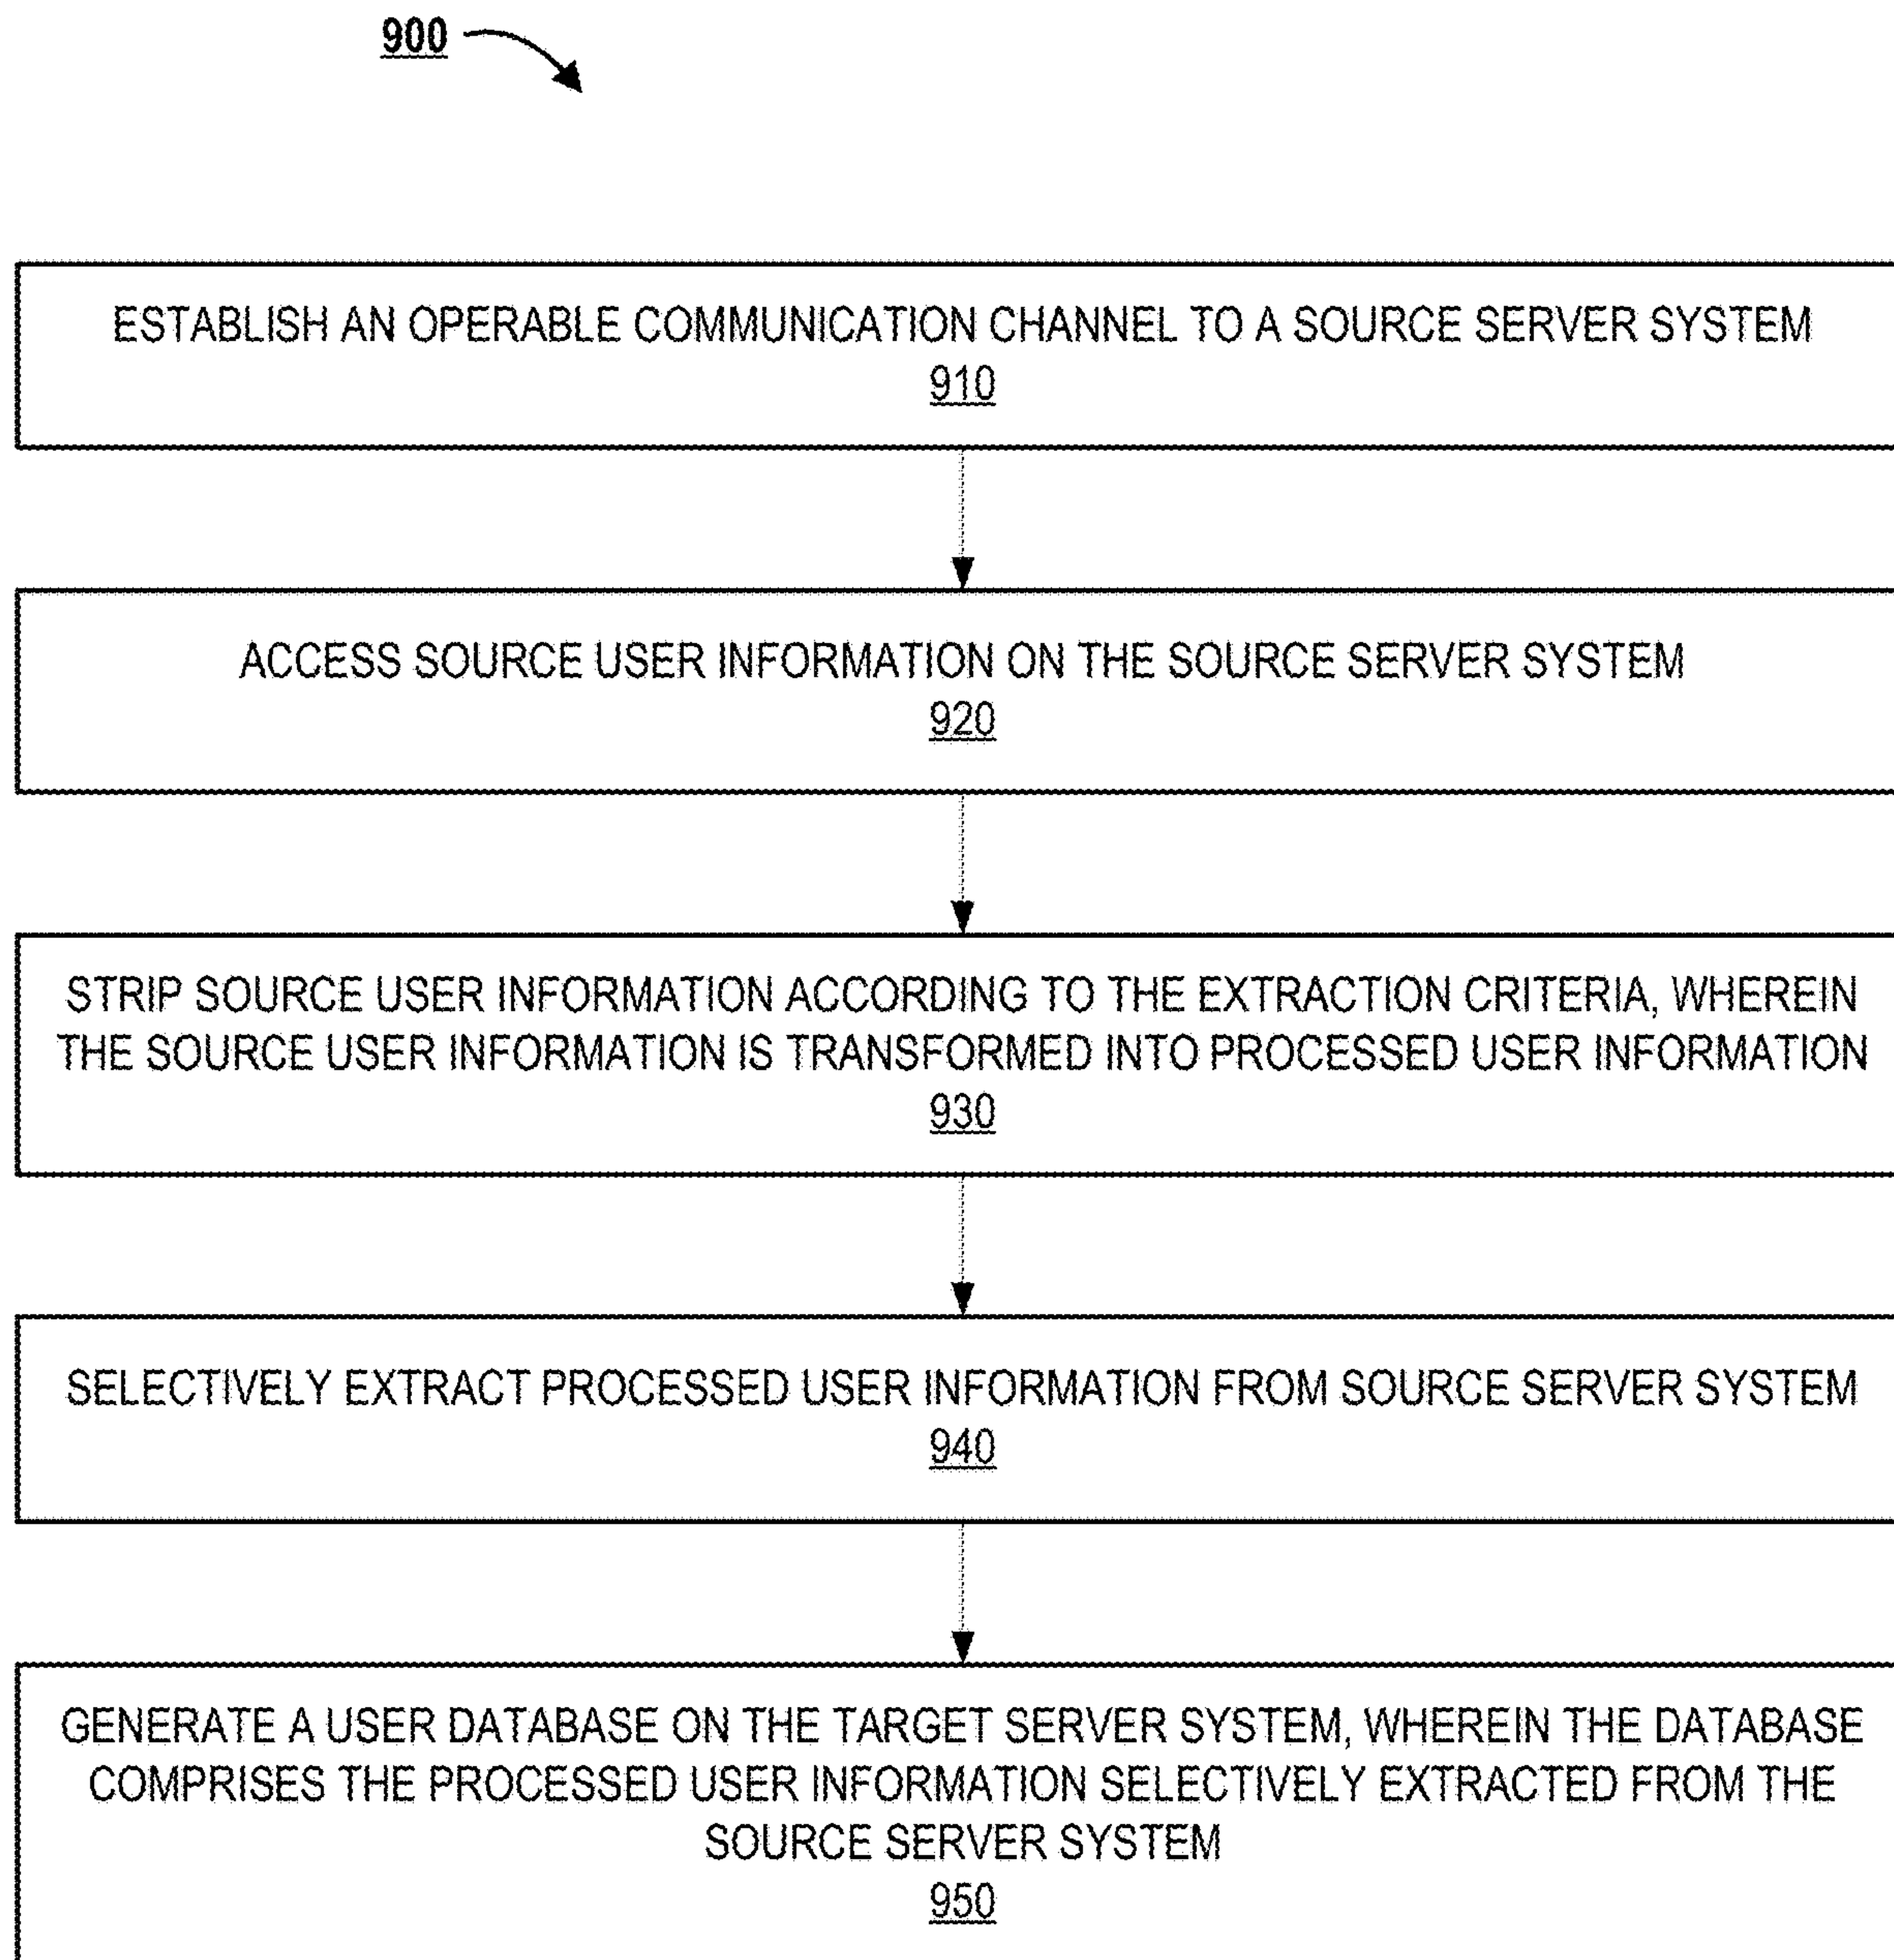 900
ESTABLISH AN OPERABLE COMMUNICATION CHANNEL TO A SOURCE SERVER SYSTEM
910
ACCESS SOURCE USER INFORMATION ON THE SOURCE SERVER SYSTEM
920
STRIP SOURCE USER INFORMATION ACCORDING TO THE EXTRACTION CRITERIA, WHEREIN
THE SOURCE USER INFORMATION IS TRANSFORMED INTO PROCESSED USER INFORMATION
930
SELECTIVELY EXTRACT PROCESSED USER INFORMATION FROM SOURCE SERVER SYSTEM
940
GENERATE A USER DATABASE ON THE TARGET SERVER SYSTEM, WHEREIN THE DATABASE
COMPRISES THE PROCESSED USER INFORMATION SELECTIVELY EXTRACTED FROM THE
SOURCE SERVER SYSTEM
950